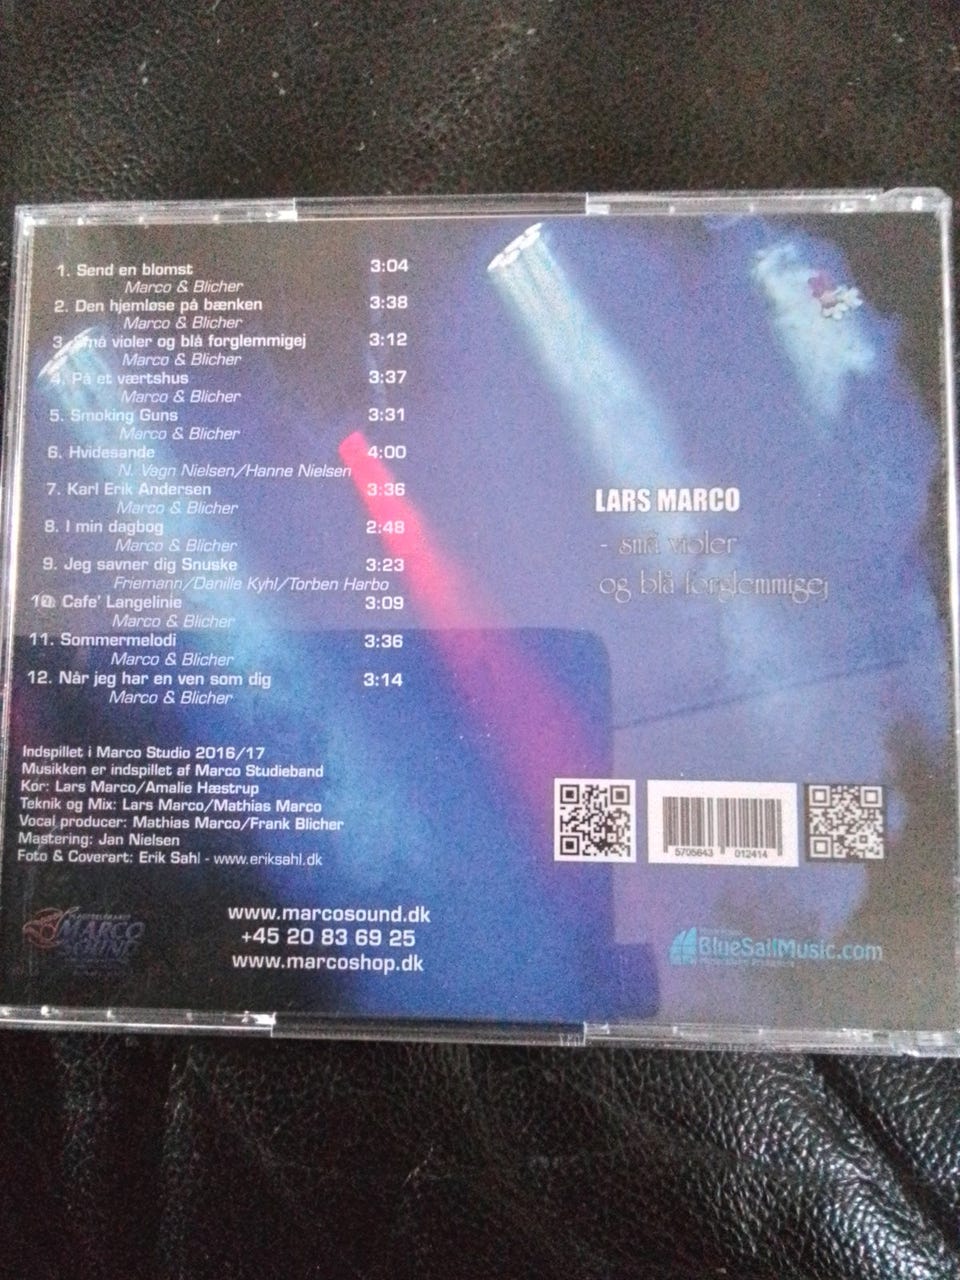 1. Send en blomst 3:04
Marco & Blicher
2. Den hjemløse på bænken 3:38
Marco & Blicher
3. Små violer og blå forglemmigej 3:12
Marco & Blicher
4. På et værtshus 3:37
Marco & Blicher
5. Smoking Guns 3:31
Marco & Blicher
6. Hvidesande 4:00
N. Vagn Nielsen/Hanne Nielsen
7. Karl Erik Andersen 3:36
Marco & Blicher
8. I min dagbog 2:48
Marco & Blicher
9. Jeg savner dig Snuske 3:23
Friemann/Danille Kyhl/Torben Harbo
10. Cafe' Langelinie 3:09
Marco & Blicher
11. Sommermelodi 3:36
Marco & Blicher
12. Når jeg har en ven som dig 3:14
Marco & Blicher
LARS MARCO
- små violer
og blå forglemmigej
Indspillet i Marco Studio 2016/17
Musikken er indspillet af Marco Studieband
Kor: Lars Marco/Amalie Hæstrup
Teknik og Mix: Lars Marco/Mathias Marco
Vocal producer: Mathias Marco/Frank Blicher
Mastering: Jan Nielsen
Foto & Coverart: Erik Sahl - www.eriksahl.dk
5705643 012414
MARCO
SOUND
www.marcosound.dk
+45 20 83 69 25
www.marcoshop.dk
BlueSailMusic.com